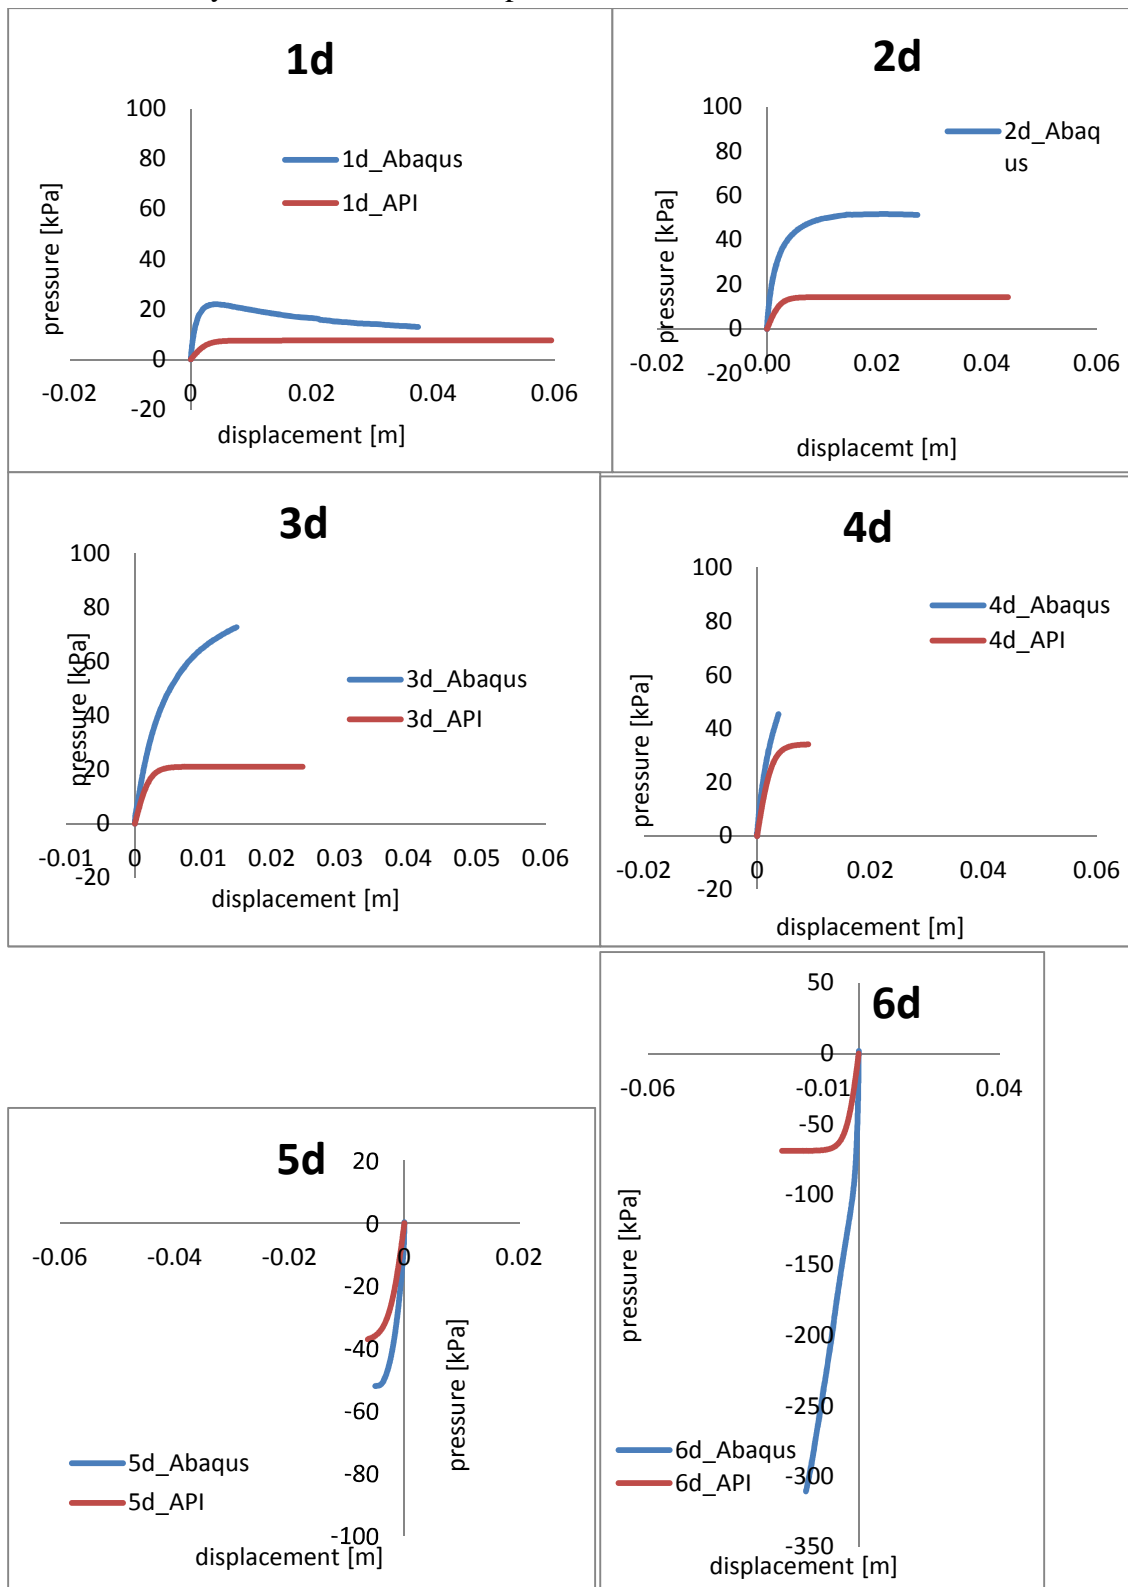 1d
100
80
60
40
20
0
-20
-0.02 0 0.02 0.04 0.06
pressure [kPa]
displacement [m]
1d_Abaqus
1d_API
2d
100
80
60
40
20
0
-20
-0.02 0.00 0.02 0.04 0.06
pressure [kPa]
displacemt [m]
2d_Abaq
us
3d
100
80
60
40
20
0
-20
-0.01 0 0.01 0.02 0.03 0.04 0.05 0.06
pressure [kPa]
displacement [m]
3d_Abaqus
3d_API
4d
100
80
60
40
20
0
-20
-0.02 0 0.02 0.04 0.06
pressure [kPa]
displacement [m]
4d_Abaqus
4d_API
5d
20
0
-20
-40
-60
-80
-100
-0.06 -0.04 -0.02 0 0.02
pressure [kPa]
displacement [m]
5d_Abaqus
5d_API
6d
50
0
-50
-100
-150
-200
-250
-300
-350
-0.06 -0.01 0.04
pressure [kPa]
displacement [m]
6d_Abaqus
6d_API